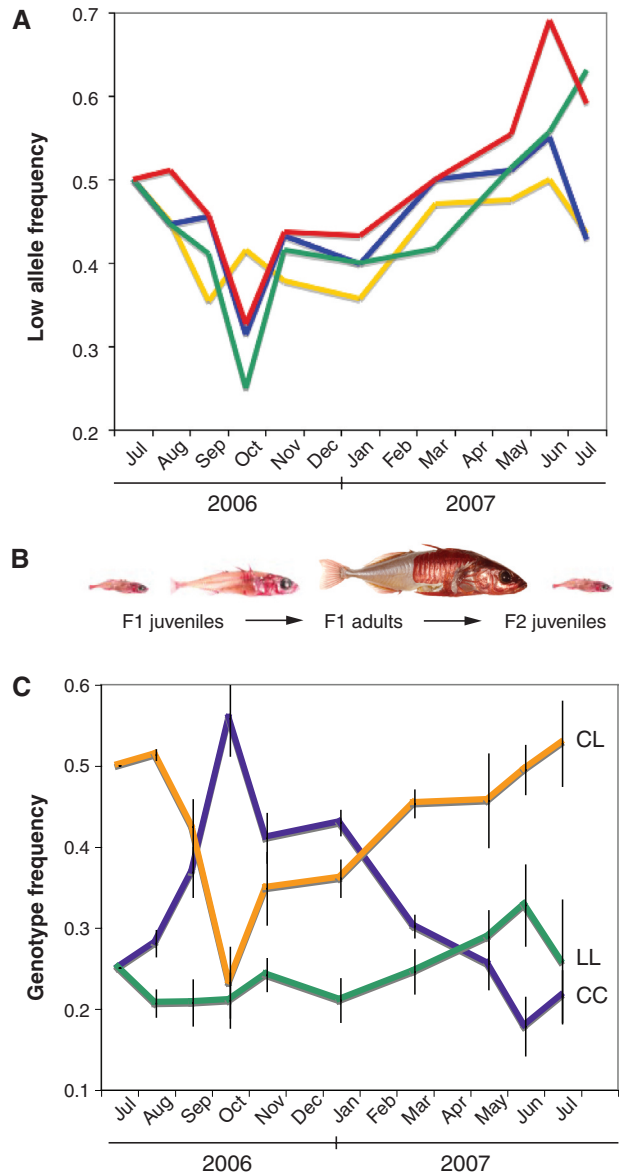 A
0.7
0.6
0.5
0.4
0.3
0.2
Low allele frequency
Jul Aug Sep Oct Nov Dec Jan Feb Mar Apr May Jun Jul
2006 2007
B
F1 juveniles F1 adults F2 juveniles
C
0.6
0.5
0.4
0.3
0.2
0.1
Genotype frequency
CL
LL
CC
Jul Aug Sep Oct Nov Dec Jan Feb Mar Apr May Jun Jul
2006 2007